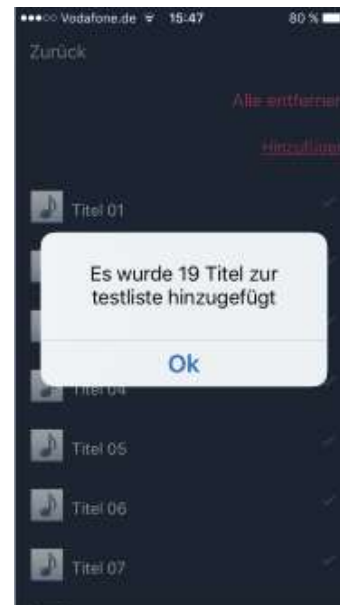 Vodafone.de 15:47 80 %
Zurück
Alle entfernen
Hinzufügen
Titel 01
Es wurde 19 Titel zur
testliste hinzugefügt
Ok
Titel 04
Titel 05
Titel 06
Titel 07